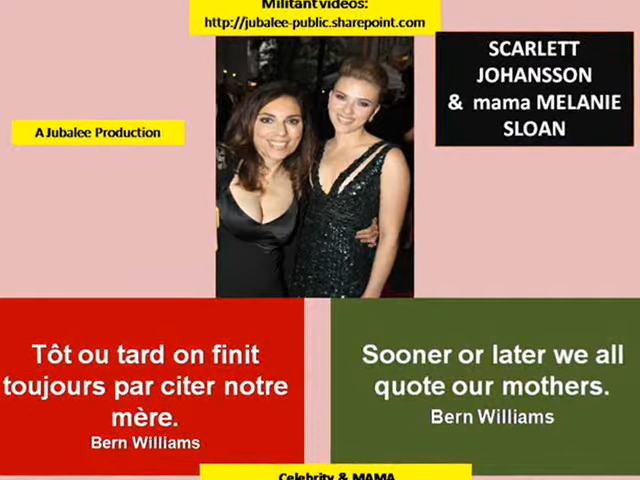 Militant videos:
http://jubalee-public.sharepoint.com
SCARLETT
JOHANSSON
& mama MELANIE
SLOAN
A Jubalee Production
Tôt ou tard on finit
toujours par citer notre
mère.
Bern Williams
Sooner or later we all
quote our mothers.
Bern Williams
Celebrity & MAMA